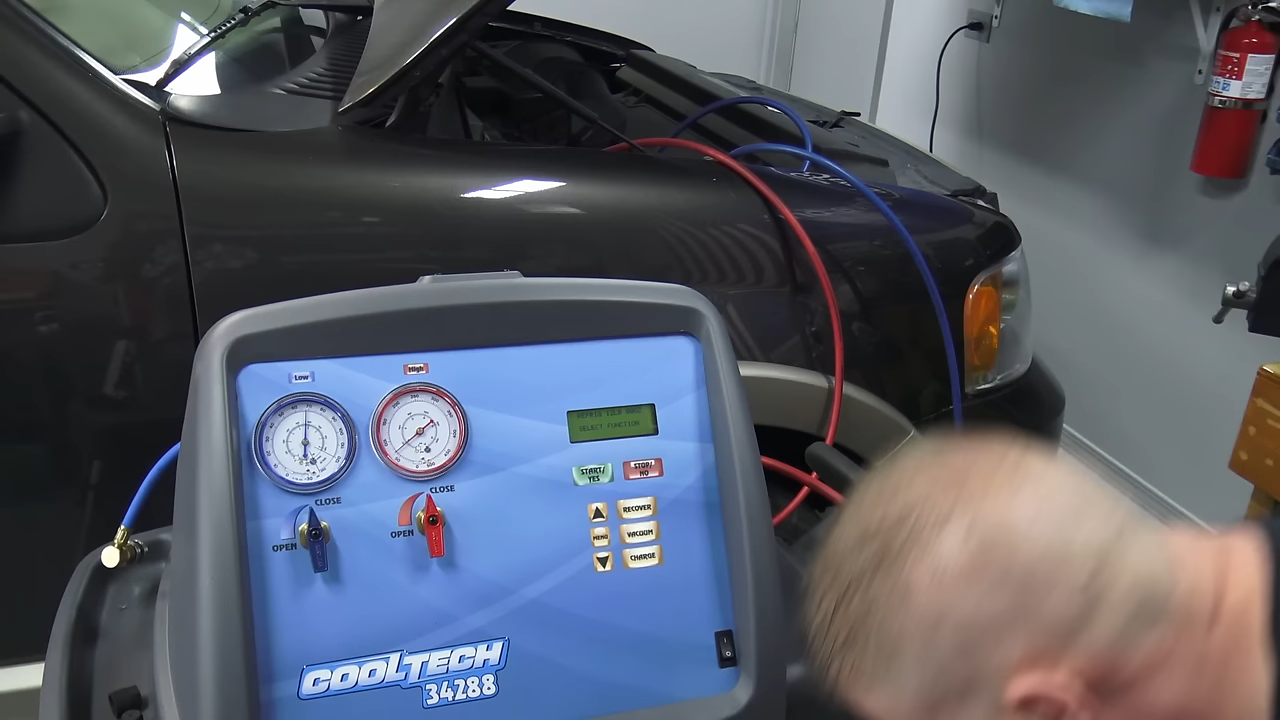 Low
High
CLOSE
OPEN
CLOSE
OPEN
SELECT FUNCTION
START/
YES
STOP/
NO
RECOVER
MENU
VACUUM
CHARGE
COOLTECH
34288